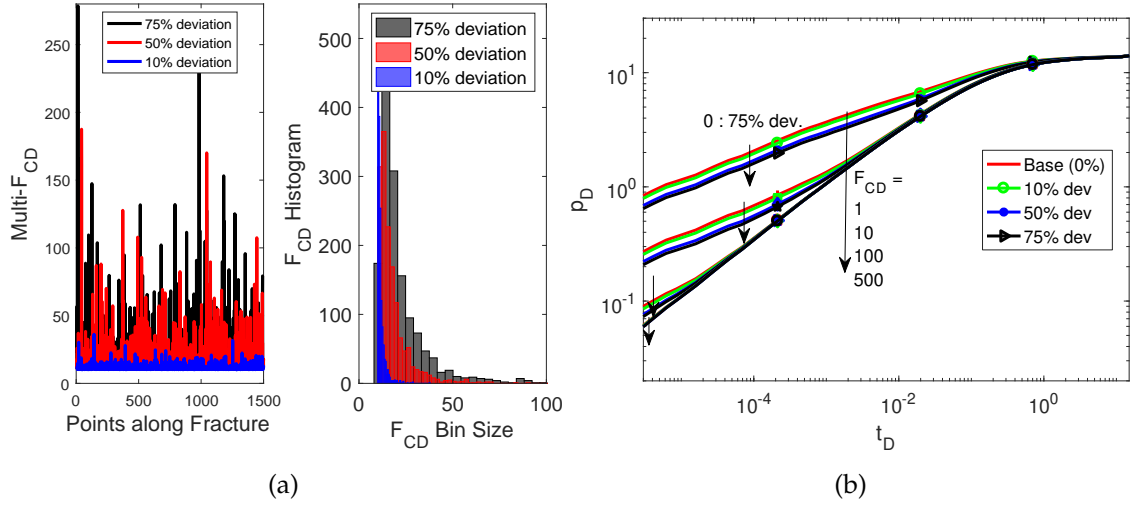 (a)
75% deviation
50% deviation
10% deviation
Multi-F_CD
250
200
150
100
50
0
0
500
1000
1500
Points along Fracture
75% deviation
50% deviation
10% deviation
F_CD Histogram
500
400
300
200
100
0
0
50
100
F_CD Bin Size
(a)
(b)
p_D
10^1
10^0
10^-1
0 : 75% dev.
F_CD =
1
10
100
500
Base (0%)
10% dev
50% dev
75% dev
10^-4
10^-2
10^0
t_D
(b)